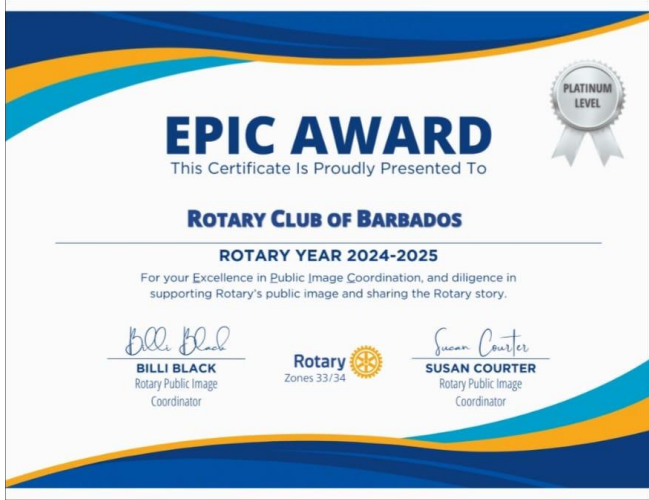 PLATINUM
LEVEL
EPIC AWARD
This Certificate Is Proudly Presented To
ROTARY CLUB OF BARBADOS
ROTARY YEAR 2024-2025
For your Excellence in Public Image Coordination, and diligence in
supporting Rotary's public image and sharing the Rotary story.
Billi Black
BILLI BLACK
Rotary Public Image
Coordinator
Rotary
Zones 33/34
Susan Courter
SUSAN COURTER
Rotary Public Image
Coordinator